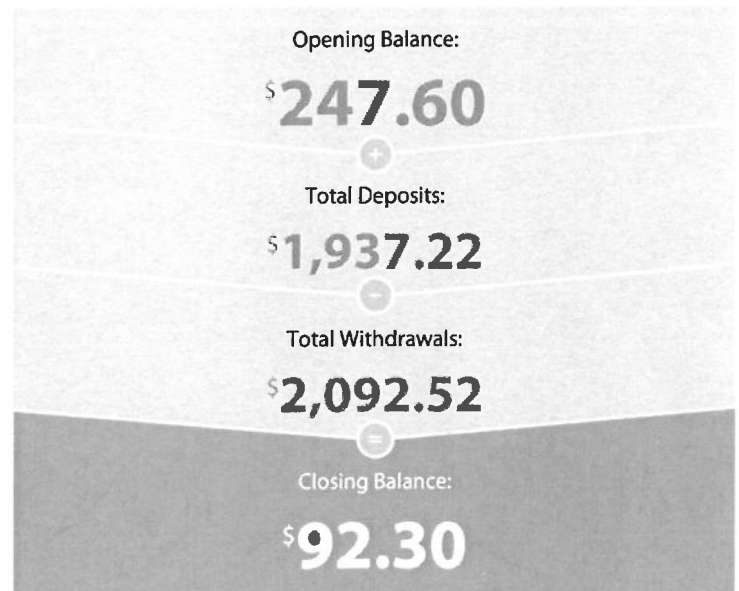 Opening Balance:
$247.60
+
Total Deposits:
$1,937.22
-
Total Withdrawals:
$2,092.52
=
Closing Balance:
$92.30